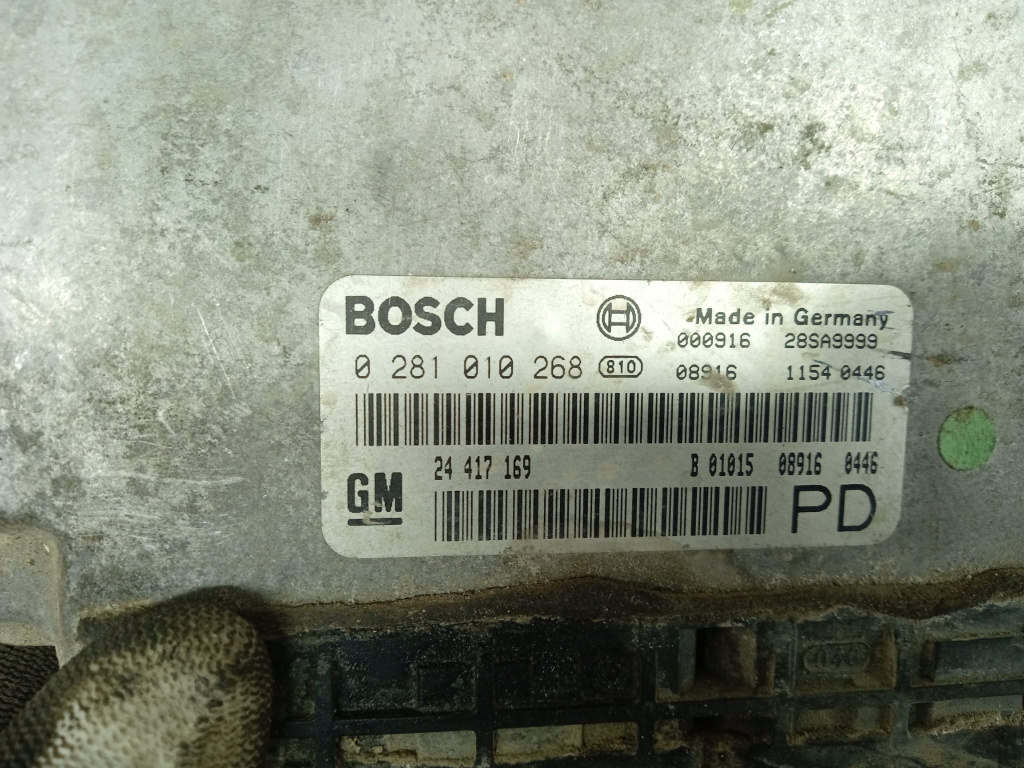 BOSCH
Made in Germany
000916 28SA9999
0 281 010 268 810
08916 1154 0446
24 417 169 B 01015 08916 0446
GM
PD